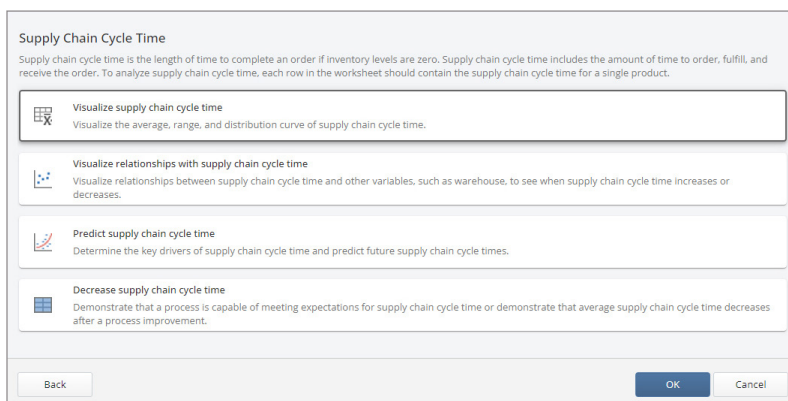 Supply Chain Cycle Time
Supply chain cycle time is the length of time to complete an order if inventory levels are zero. Supply chain cycle time includes the amount of time to order, fulfill, and
receive the order. To analyze supply chain cycle time, each row in the worksheet should contain the supply chain cycle time for a single product.
Visualize supply chain cycle time
Visualize the average, range, and distribution curve of supply chain cycle time.
Visualize relationships with supply chain cycle time
Visualize relationships between supply chain cycle time and other variables, such as warehouse, to see when supply chain cycle time increases or
decreases.
Predict supply chain cycle time
Determine the key drivers of supply chain cycle time and predict future supply chain cycle times.
Decrease supply chain cycle time
Demonstrate that a process is capable of meeting expectations for supply chain cycle time or demonstrate that average supply chain cycle time decreases
after a process improvement.
Back OK Cancel